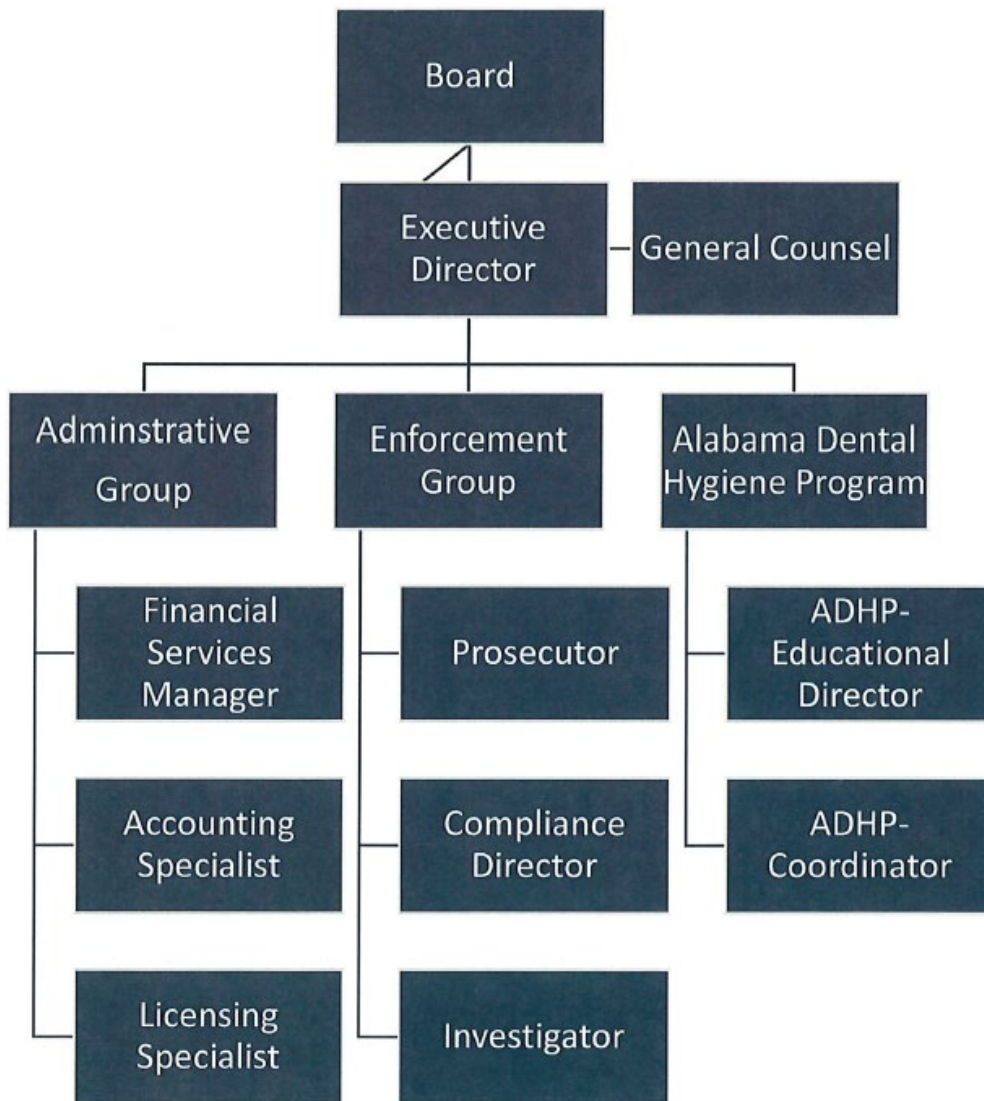 Board
Executive
Director
General Counsel
Adminstrative
Group
Enforcement
Group
Alabama Dental
Hygiene Program
Financial
Services
Manager
Prosecutor
ADHP-
Educational
Director
Accounting
Specialist
Compliance
Director
ADHP-
Coordinator
Licensing
Specialist
Investigator